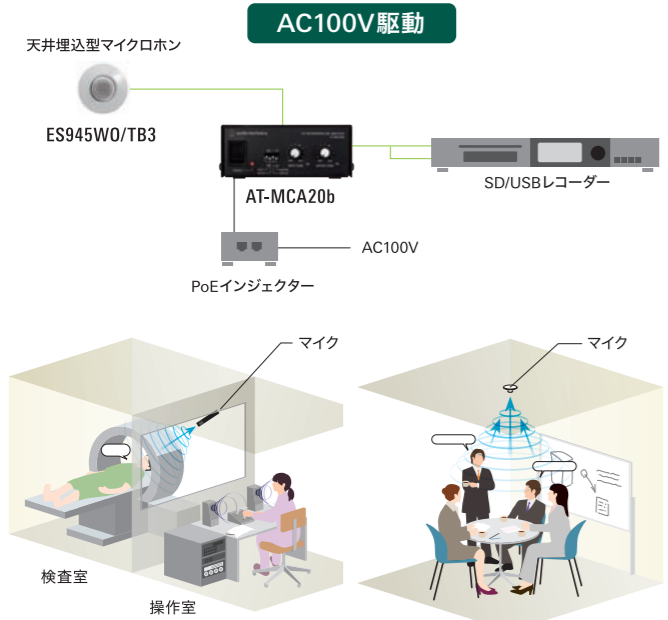 AC100V駆動
天井埋込型マイクロホン
ES945WO/TB3
AT-MCA20b
SD/USBレコーダー
AC100V
PoEインジェクター
マイク
マイク
検査室
操作室